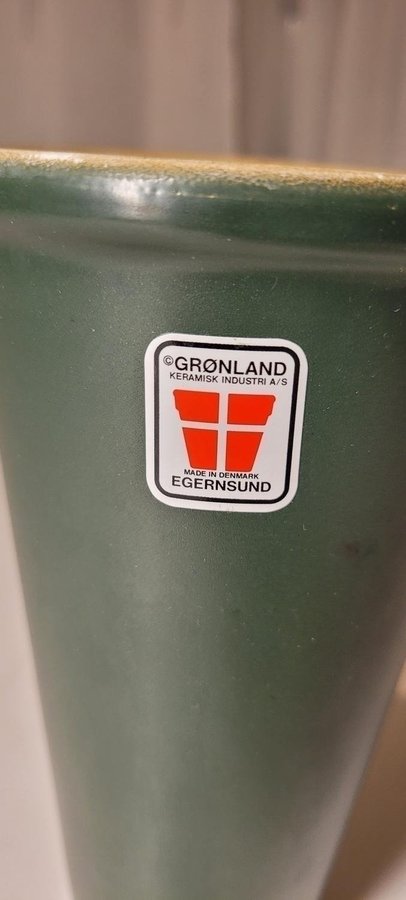 ©GRØNLAND
KERAMISK INDUSTRI A/S
MADE IN DENMARK
EGERNSUND